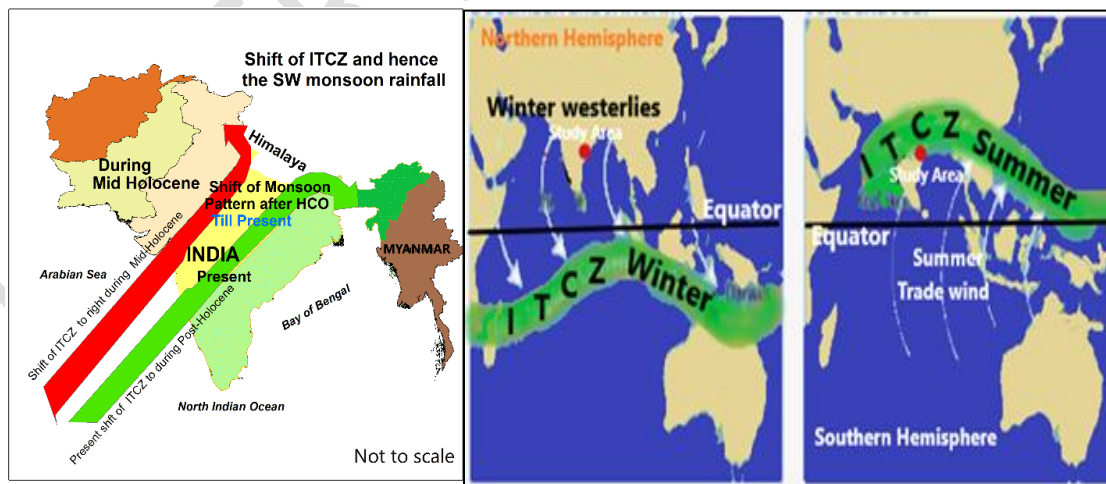 Shift of ITCZ and hence
the SW monsoon rainfall
Himalaya
During
Mid Holocene
Shift of Monsoon
Pattern after HCO
Till Present
INDIA
Present
MYANMAR
Arabian Sea
Bay of Bengal
Shift of ITCZ to right during Mid-Holocene
Present shft of ITCZ to during Post-Holocene
North Indian Ocean
Not to scale
Northern Hemisphere
Winter westerlies
Study Area
Equator
I T C Z Winter
I T C Z Summer
Study Area
Equator
Summer
Trade wind
Southern Hemisphere